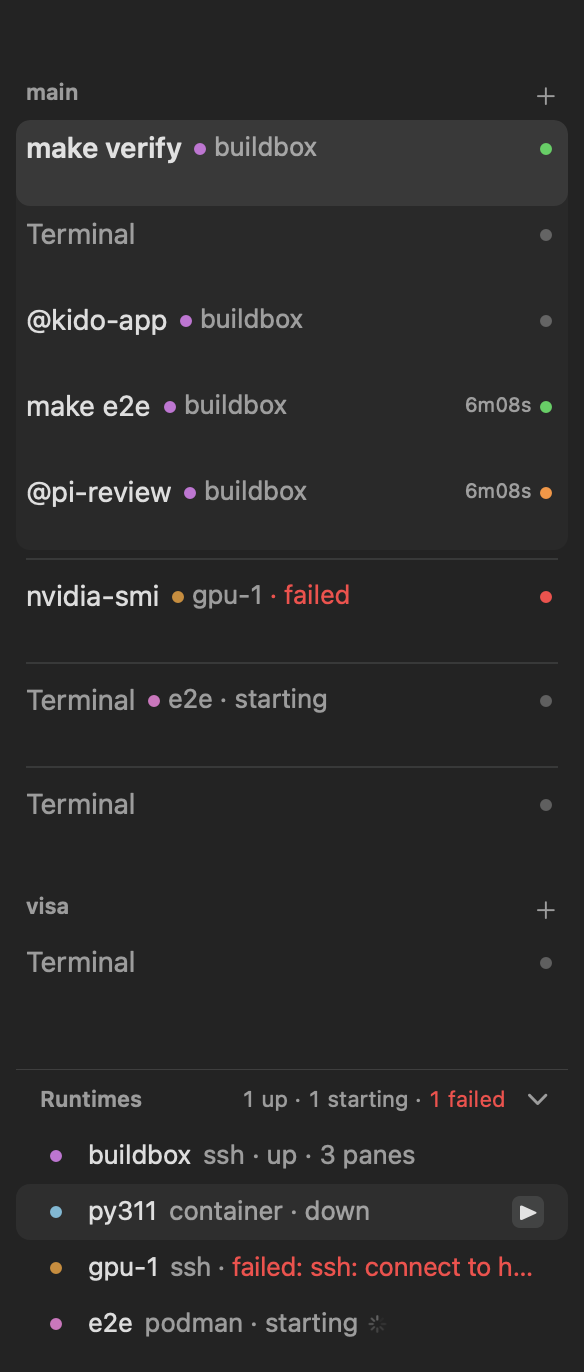 main
make verify buildbox
Terminal
@kido-app buildbox
make e2e buildbox 6m08s
@pi-review buildbox 6m08s
nvidia-smi gpu-1 · failed
Terminal e2e · starting
Terminal
visa
Terminal
Runtimes 1 up · 1 starting · 1 failed
buildbox ssh · up · 3 panes
py311 container · down
gpu-1 ssh · failed: ssh: connect to h...
e2e podman · starting